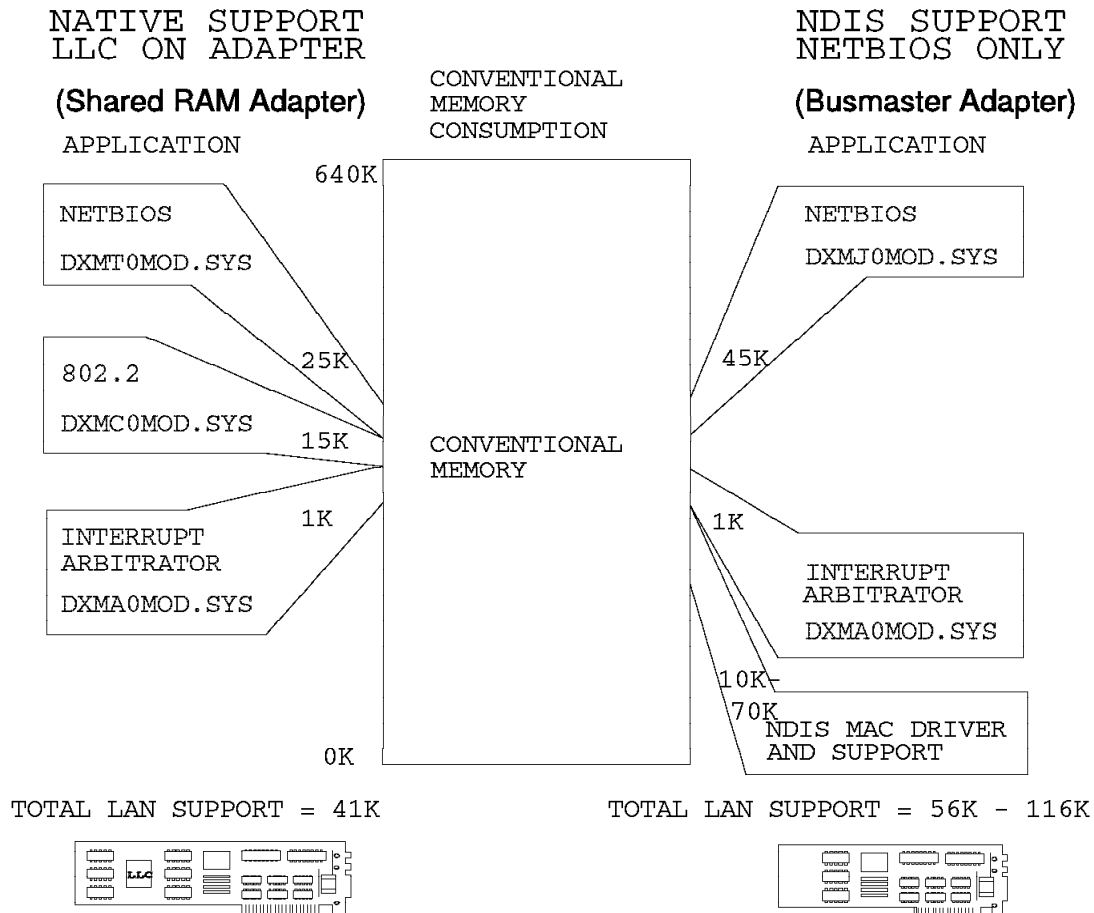 NATIVE SUPPORT
LLC ON ADAPTER
(Shared RAM Adapter)
APPLICATION
NETBIOS
DXMT0MOD.SYS
25K
802.2
DXMC0MOD.SYS
15K
1K
INTERRUPT
ARBITRATOR
DXMA0MOD.SYS
CONVENTIONAL
MEMORY
CONSUMPTION
640K
CONVENTIONAL
MEMORY
0K
NDIS SUPPORT
NETBIOS ONLY
(Busmaster Adapter)
APPLICATION
NETBIOS
DXMJ0MOD.SYS
45K
1K
INTERRUPT
ARBITRATOR
DXMA0MOD.SYS
10K-
70K
NDIS MAC DRIVER
AND SUPPORT
TOTAL LAN SUPPORT = 41K
TOTAL LAN SUPPORT = 56K - 116K
LLC